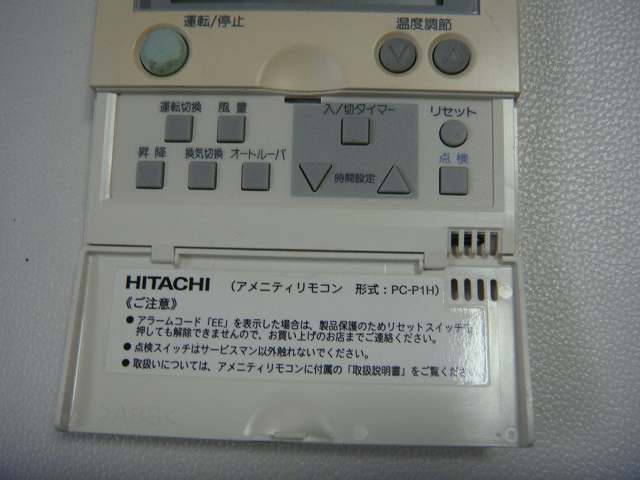 運転/停止
温度調節
運転切換 風量 入/切タイマー リセット
昇降 換気切換 オートルーバ 点検
時間設定
HITACHI (アメニティリモコン 形式:PC-P1H)
《ご注意》
● アラームコード「EE」を表示した場合は、製品保護のためリセットスイッチを
押しても解除できませんので、お買い上げのお店までご連絡ください。
● 点検スイッチはサービスマン以外触れないでください。
● 取扱いについては、アメニティリモコンに付属の「取扱説明書」をご覧くださ